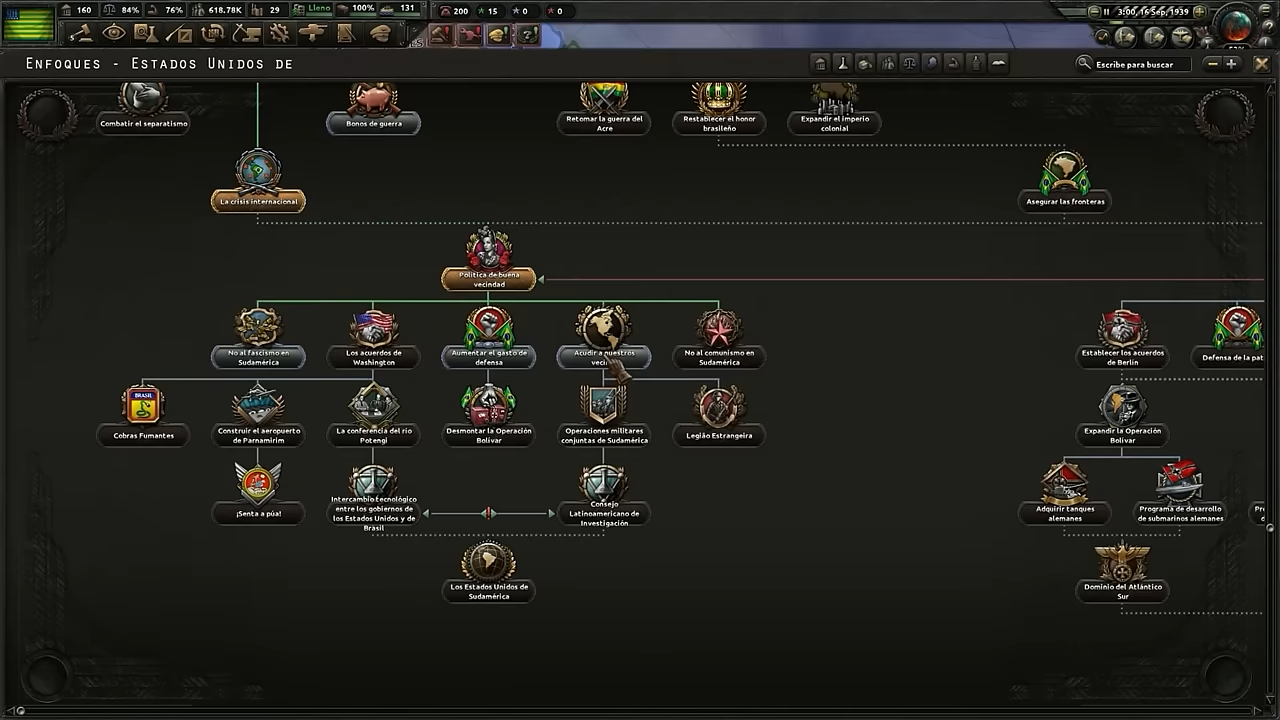 160
84%
76%
618.78K
29
Lleno
100%
131
200
15
0
0
3:00, 16 Sep, 1939
Enfoques - Estados Unidos de
Escribe para buscar
Combatir el separatismo
Bonos de guerra
Retomar la guerra del
Acre
Restablecer el honor
brasileño
Expandir el imperio
colonial
La crisis internacional
Asegurar las fronteras
Política de buena
vecindad
No al fascismo en
Sudamérica
Los acuerdos de
Washington
Aumentar el gasto de
defensa
Acudir a nuestros
No al comunismo en
Sudamérica
Establecer los acuerdos
de Berlín
Defensa de la pat
BRASIL
Cobras Fumantes
Construir el aeropuerto
de Parnamirim
La conferencia del río
Potengi
Desmontar la Operación
Bolívar
Operaciones militares
conjuntas de Sudamérica
Legião Estrangeira
Expandir la Operación
Bolívar
¡Senta a púa!
Intercambio tecnológico
entre los gobiernos de
los Estados Unidos y de
Brasil
Consejo
Latinoamericano de
Investigación
Adquirir tanques
alemanes
Programa de desarrollo
de submarinos alemanes
Los Estados Unidos de
Sudamérica
Dominio del Atlántico
Sur